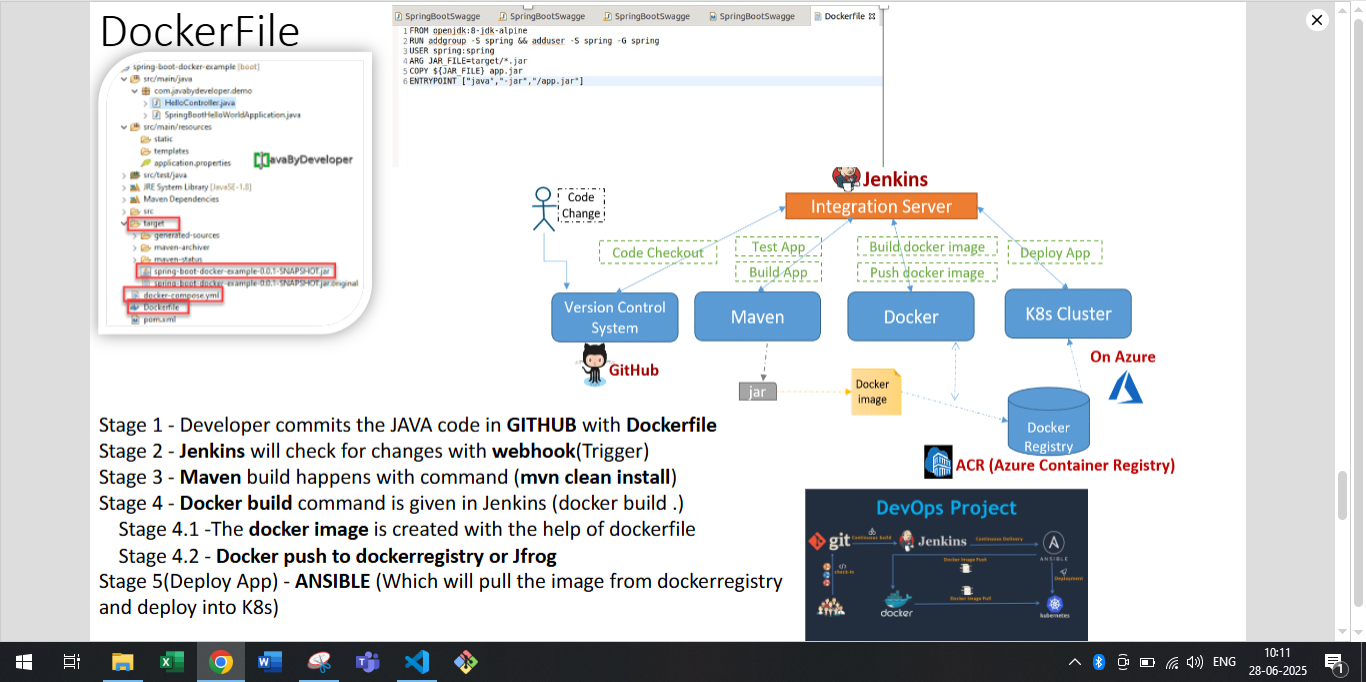 DockerFile
SpringBootSwagge
SpringBootSwagge
SpringBootSwagge
SpringBootSwagge
Dockerfile
1 FROM openjdk:8-jdk-alpine
2 RUN addgroup -S spring && adduser -S spring -G spring
3 USER spring:spring
4 ARG JAR_FILE=target/*.jar
5 COPY ${JAR_FILE} app.jar
6 ENTRYPOINT ["java","-jar","/app.jar"]
spring-boot-docker-example [boot]
src/main/java
com.javabydeveloper.demo
HelloController.java
SpringBootHelloWorldApplication.java
src/main/resources
static
templates
application.properties
JavaByDeveloper
src/test/java
JRE System Library [JavaSE-1.8]
Maven Dependencies
src
target
generated-sources
maven-archiver
maven-status
spring-boot-docker-example-0.0.1-SNAPSHOT.jar
spring-boot-docker-example-0.0.1-SNAPSHOT.jar.original
docker-compose.yml
Dockerfile
pom.xml
Jenkins
Integration Server
Code
Change
Code Checkout
Test App
Build App
Build docker image
Push docker image
Deploy App
Version Control
System
Maven
Docker
K8s Cluster
GitHub
jar
Docker
image
On Azure
Docker
Registry
ACR (Azure Container Registry)
Stage 1 - Developer commits the JAVA code in GITHUB with Dockerfile
Stage 2 - Jenkins will check for changes with webhook(Trigger)
Stage 3 - Maven build happens with command (mvn clean install)
Stage 4 - Docker build command is given in Jenkins (docker build .)
Stage 4.1 -The docker image is created with the help of dockerfile
Stage 4.2 - Docker push to dockerregistry or Jfrog
Stage 5(Deploy App) - ANSIBLE (Which will pull the image from dockerregistry
and deploy into K8s)
DevOps Project
git
Continuous build
Jenkins
Continuous Delivery
A
ANSIBLE
Docker Image Push
check-in
Deployment
Docker Image Pull
docker
kubernetes
ENG
10:11
28-06-2025
1